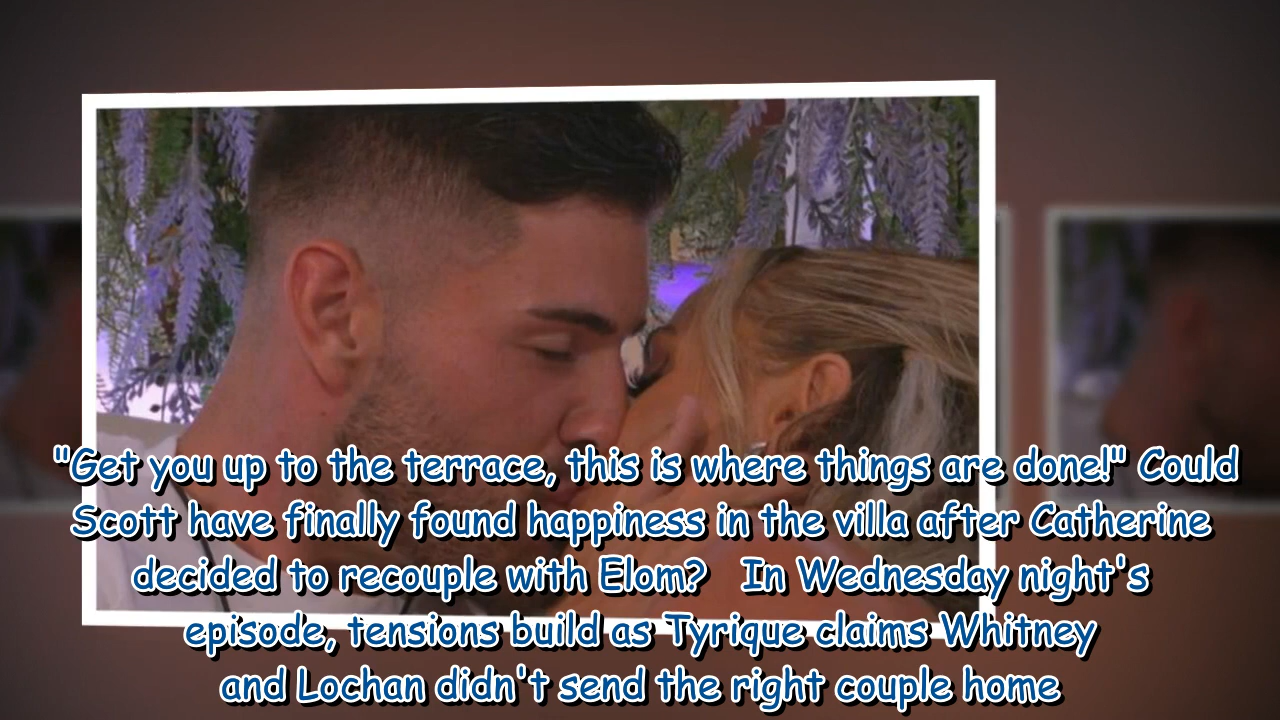 "Get you up to the terrace, this is where things are done!" Could
Scott have finally found happiness in the villa after Catherine
decided to recouple with Elom?   In Wednesday night's
episode, tensions build as Tyrique claims Whitney
and Lochan didn't send the right couple home